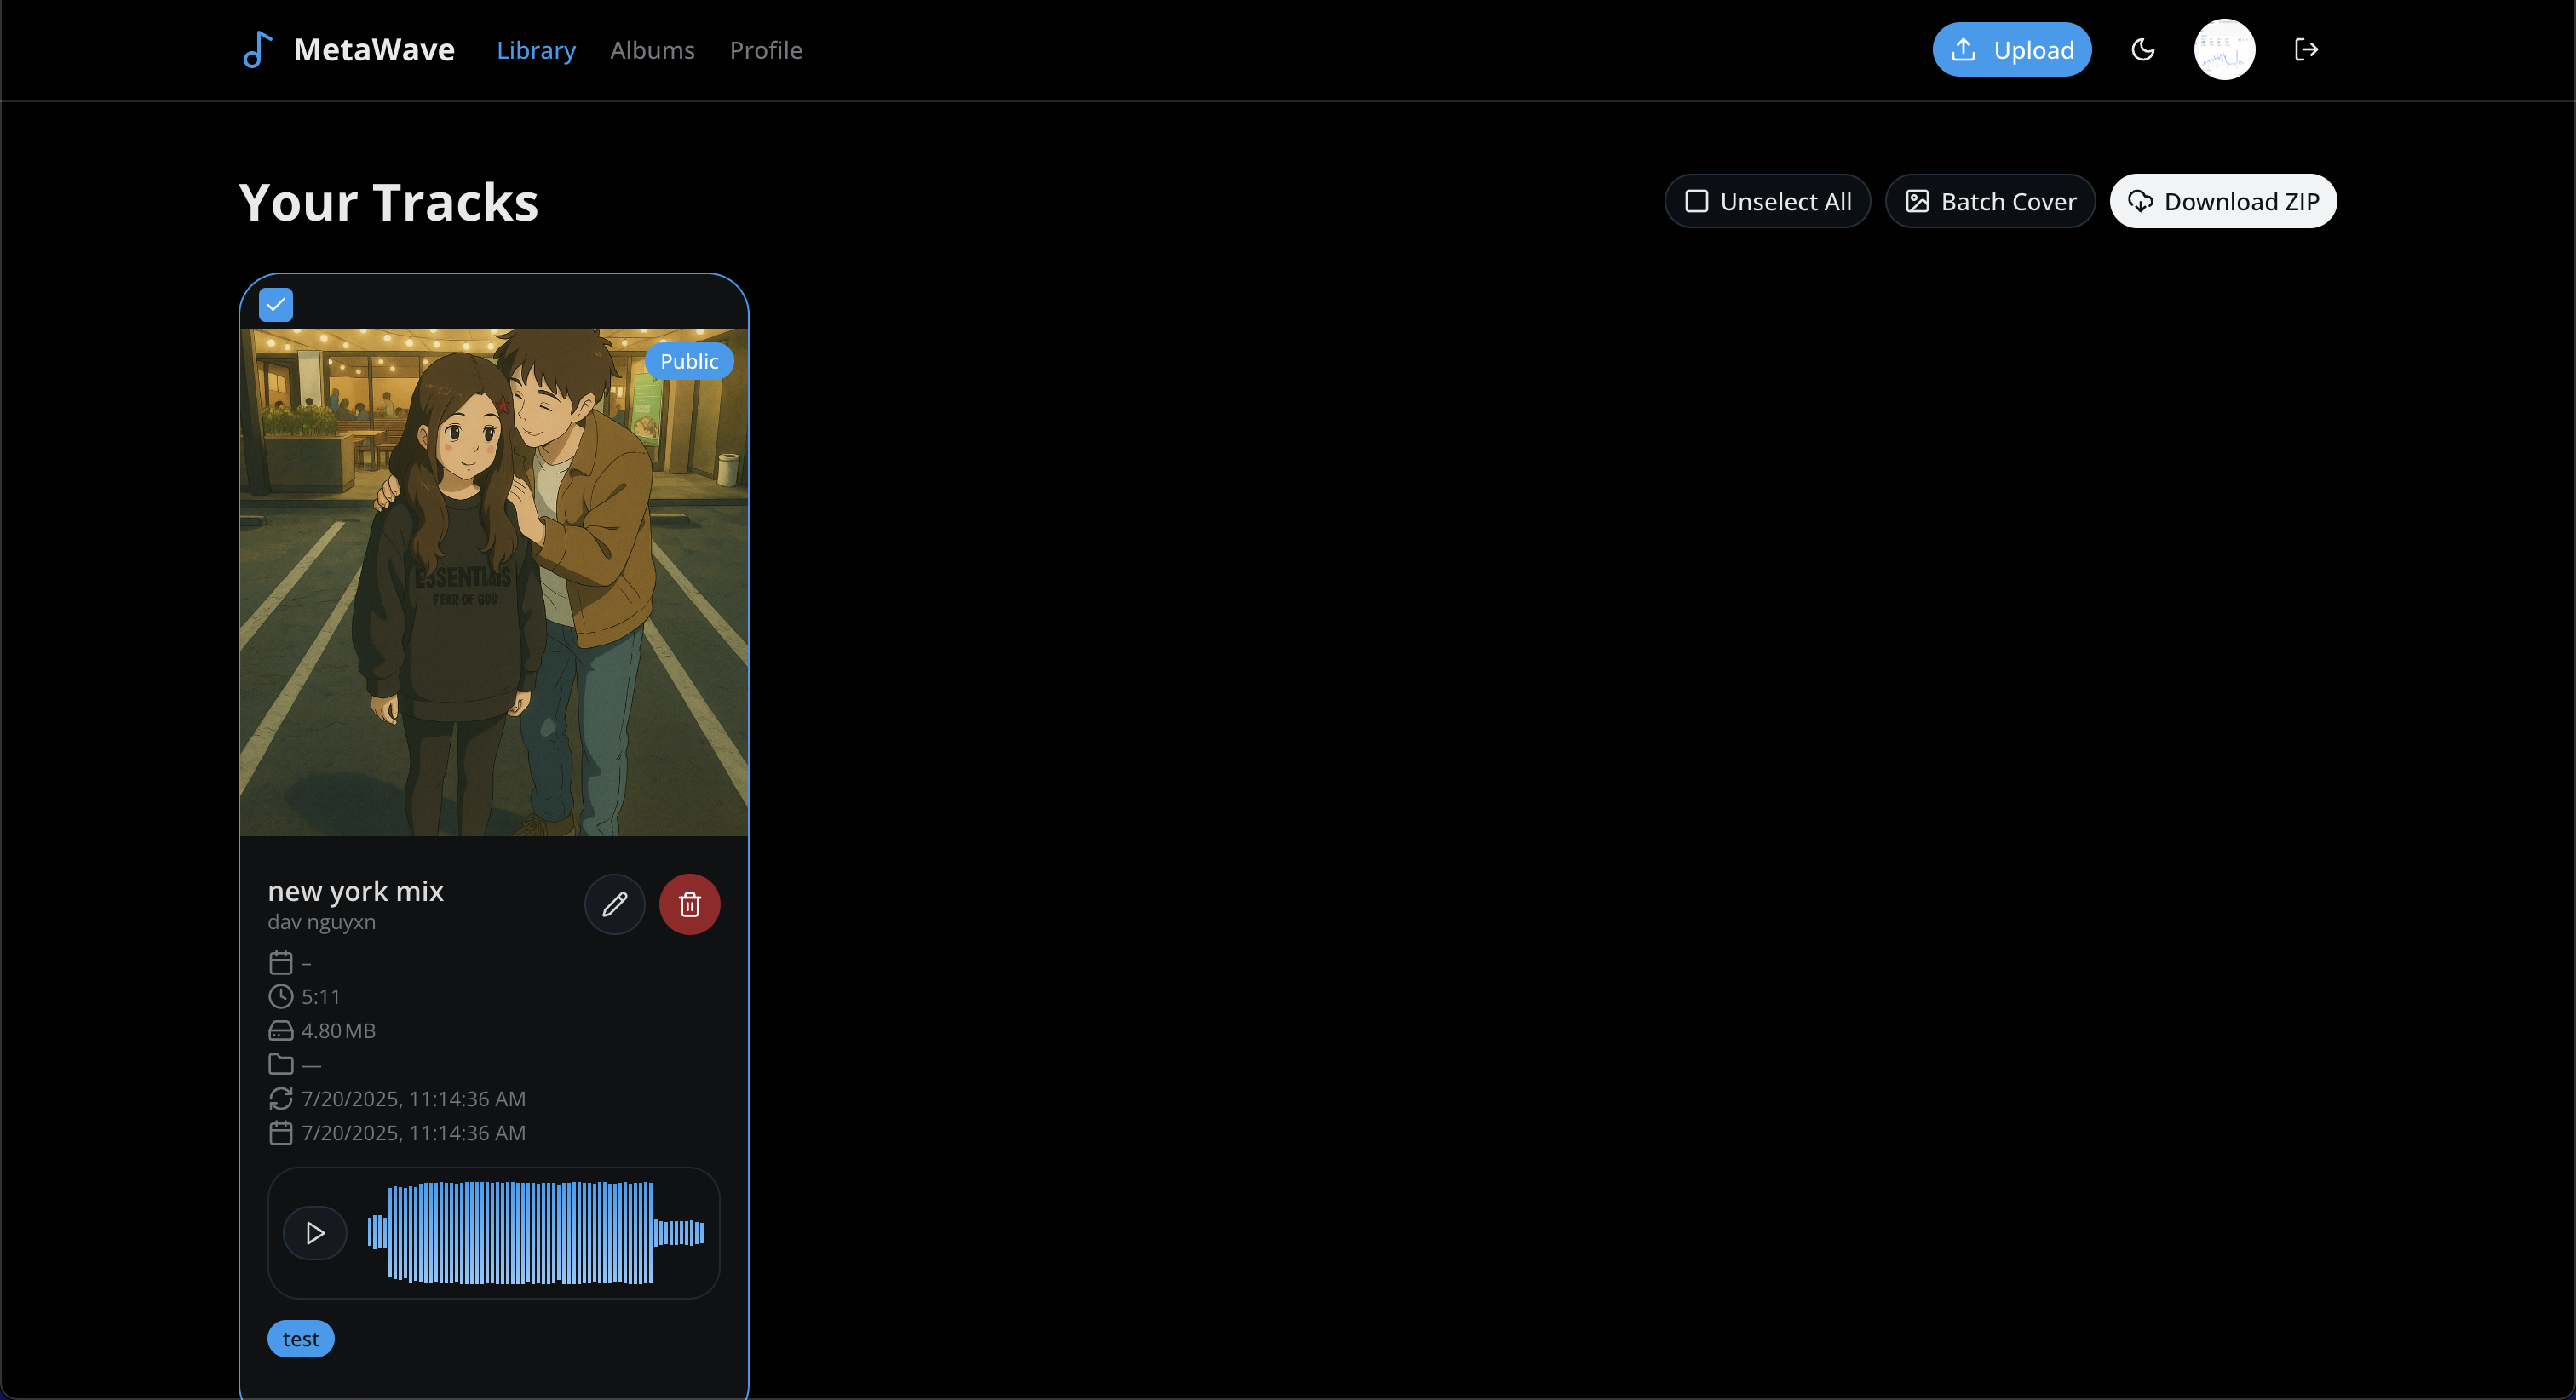 MetaWave Library Albums Profile Upload
Your Tracks Unselect All Batch Cover Download ZIP
Public
ESSENTIALS
FEAR OF GOD
new york mix
dav nguyxn
–
5:11
4.80 MB
—
7/20/2025, 11:14:36 AM
7/20/2025, 11:14:36 AM
test